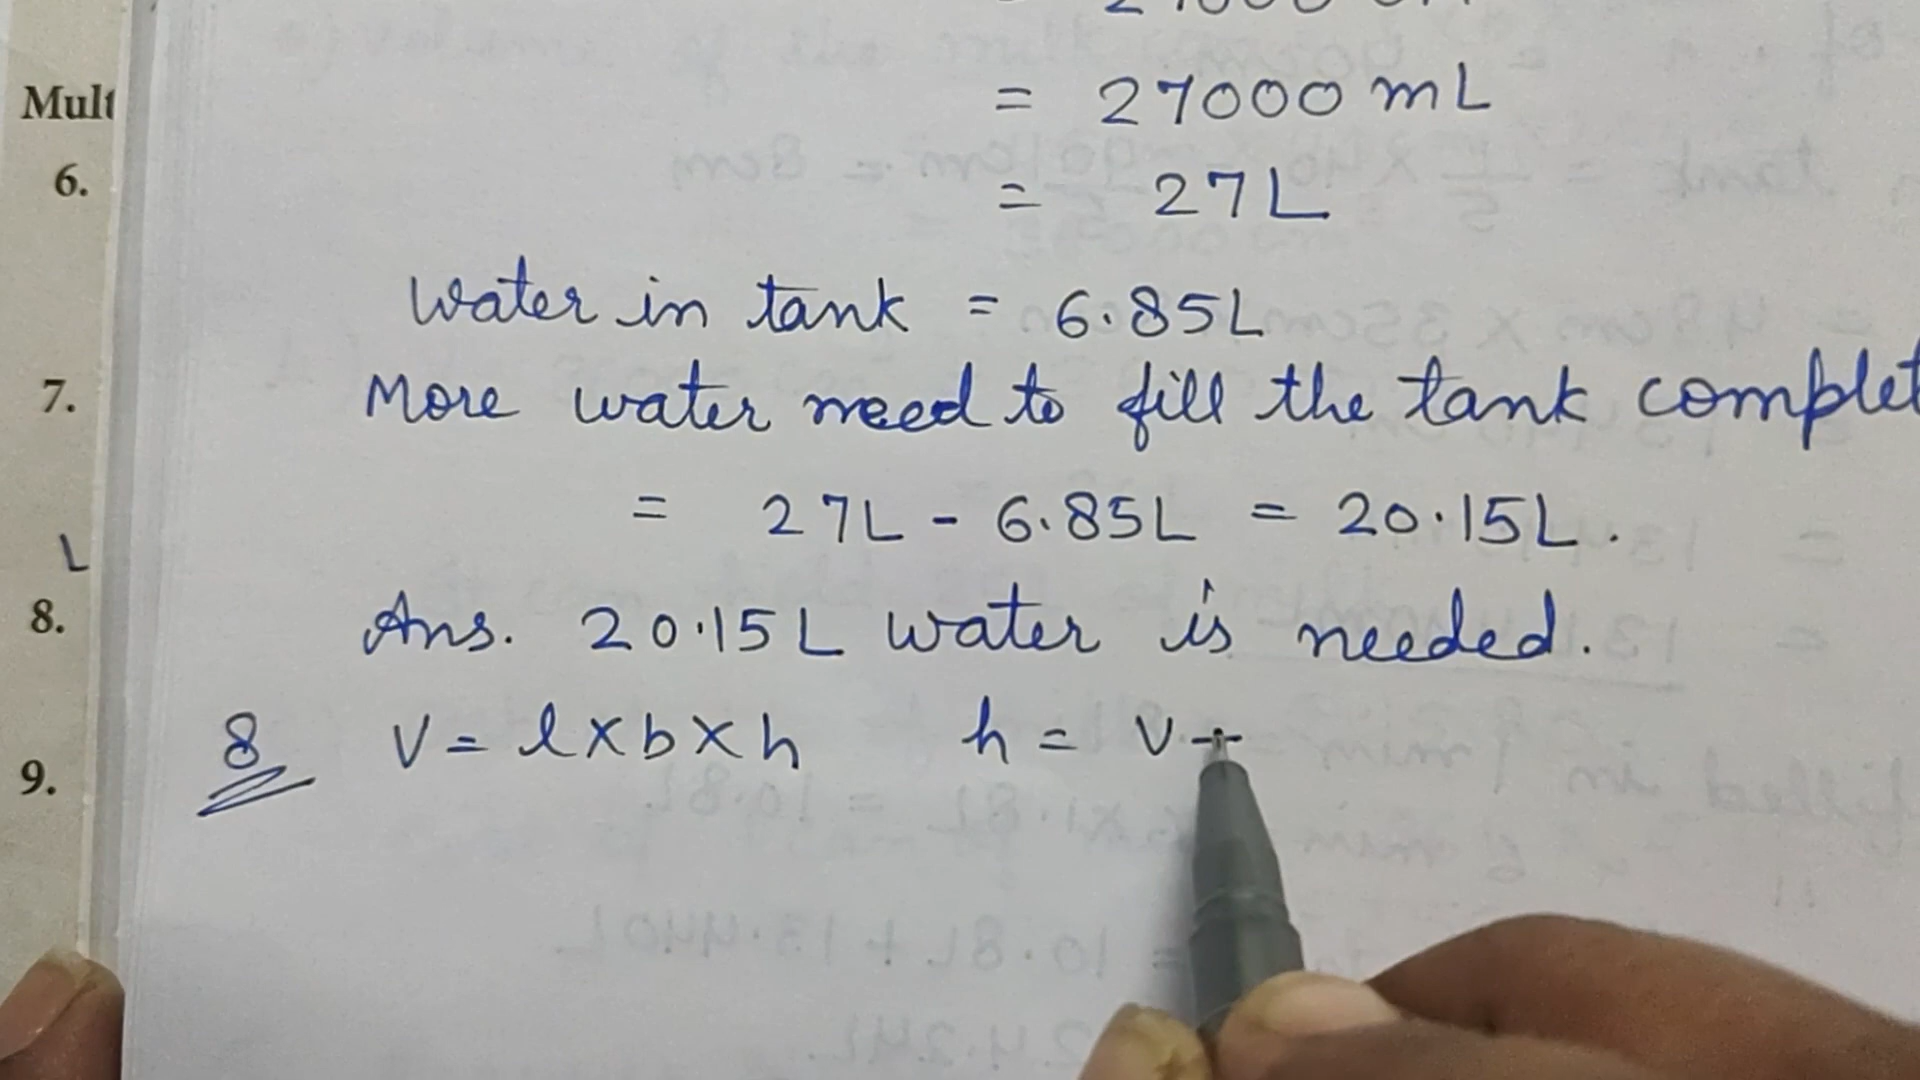 Mult
6.
7.
8.
9.
L
= 27000 mL
= 27L
Water in tank = 6.85L
More water need to fill the tank complet
= 27L - 6.85L = 20.15L.
Ans. 20.15L water is needed.
8 V = l x b x h h = V